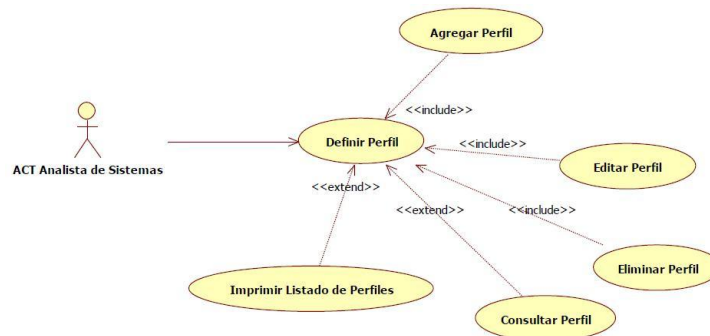 Agregar Perfil
<<include>>
ACT Analista de Sistemas
Definir Perfil
<<include>>
Editar Perfil
<<extend>>
<<extend>>
<<include>>
Eliminar Perfil
Imprimir Listado de Perfiles
Consultar Perfil